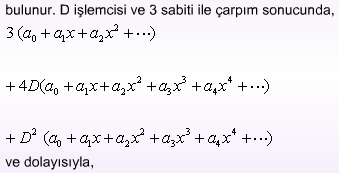 bulunur. D işlemcisi ve 3 sabiti ile çarpım sonucunda,
3 (a₀ + a₁x + a₂x² + ⋯)
+ 4D(a₀ + a₁x + a₂x² + a₃x³ + a₄x⁴ + ⋯)
+ D² (a₀ + a₁x + a₂x² + a₃x³ + a₄x⁴ + ⋯)
ve dolayısıyla,